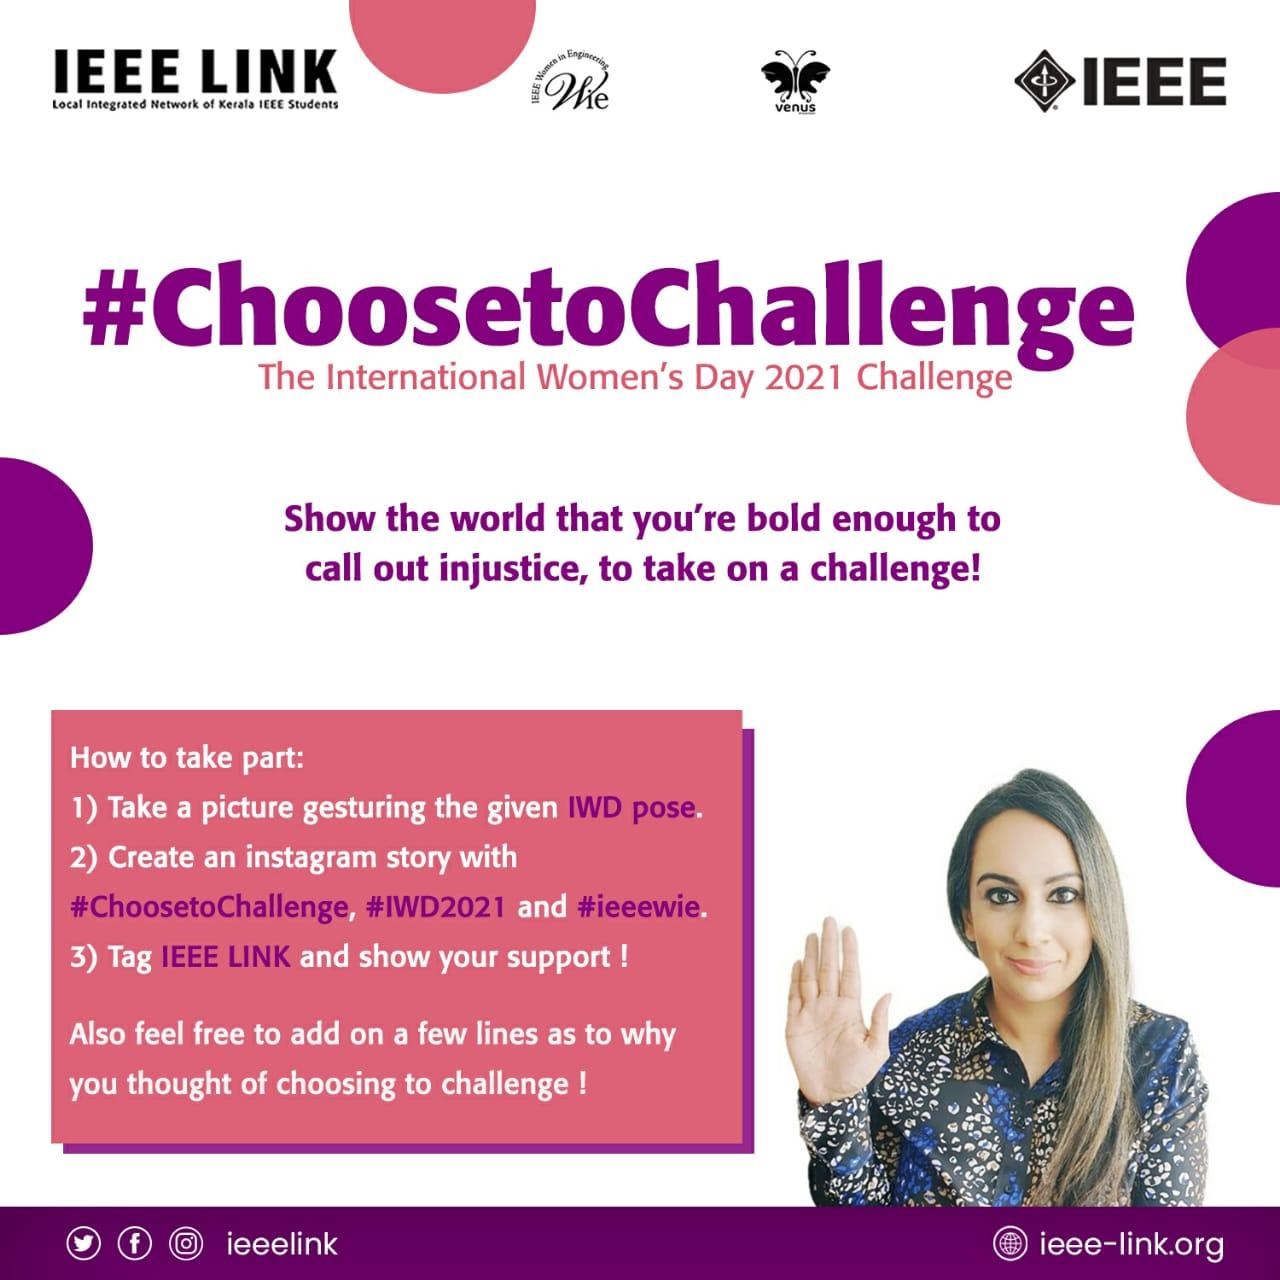 IEEE LINK
Local Integrated Network of Kerala IEEE Students
IEEE Women in Engineering
Wie
venus
IEEE
#ChoosetoChallenge
The International Women's Day 2021 Challenge
Show the world that you're bold enough to
call out injustice, to take on a challenge!
How to take part:
1) Take a picture gesturing the given IWD pose.
2) Create an instagram story with
#ChoosetoChallenge, #IWD2021 and #ieeewie.
3) Tag IEEE LINK and show your support !
Also feel free to add on a few lines as to why
you thought of choosing to challenge !
ieeelink
ieee-link.org